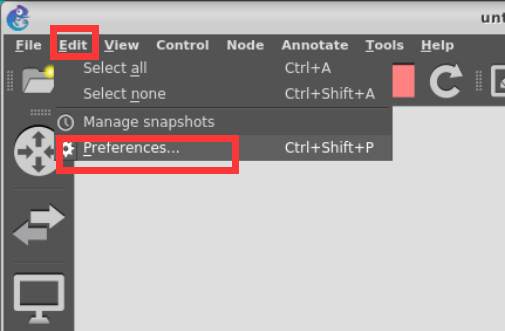 unt
File Edit View Control Node Annotate Tools Help
Select all Ctrl+A
Select none Ctrl+Shift+A
Manage snapshots
Preferences... Ctrl+Shift+P